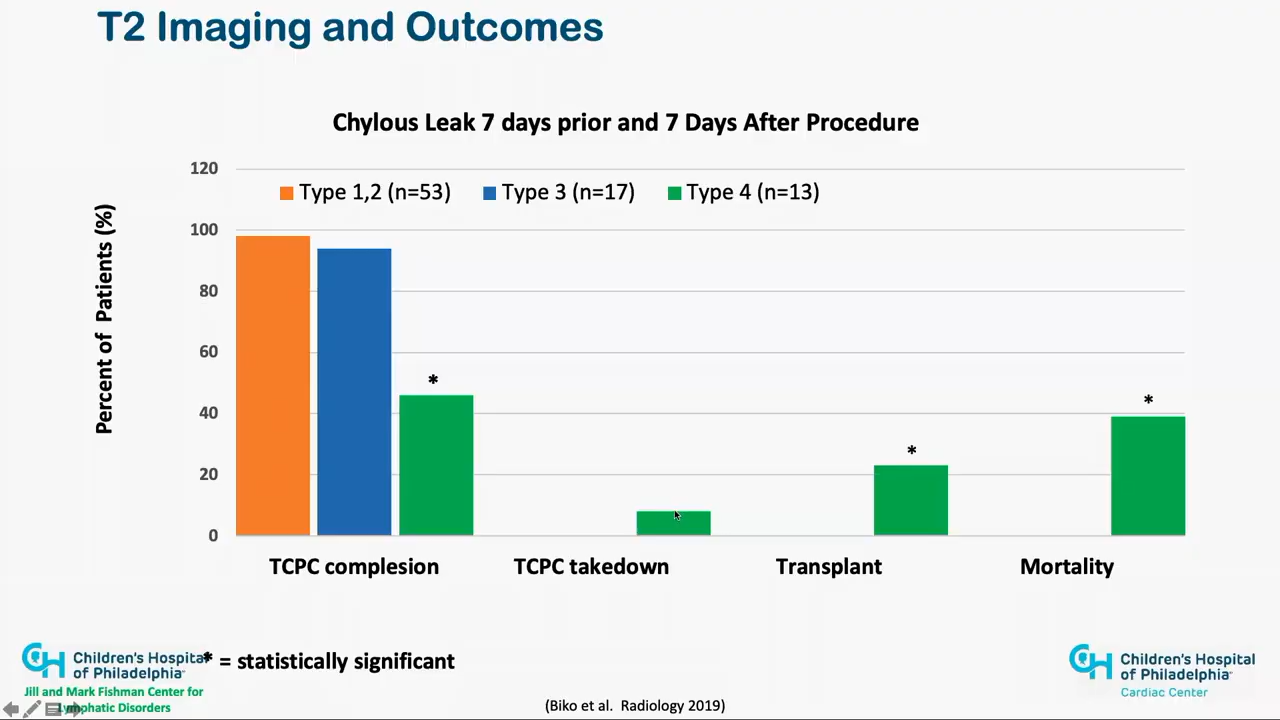 T2 Imaging and Outcomes
Chylous Leak 7 days prior and 7 Days After Procedure
Percent of Patients (%)
120
100
80
60
40
20
0
Type 1,2 (n=53)
Type 3 (n=17)
Type 4 (n=13)
*
*
*
TCPC complesion
TCPC takedown
Transplant
Mortality
* = statistically significant
CH Children's Hospital
of Philadelphia
Jill and Mark Fishman Center for
Lymphatic Disorders
(Biko et al. Radiology 2019)
CH Children's Hospital
of Philadelphia
Cardiac Center